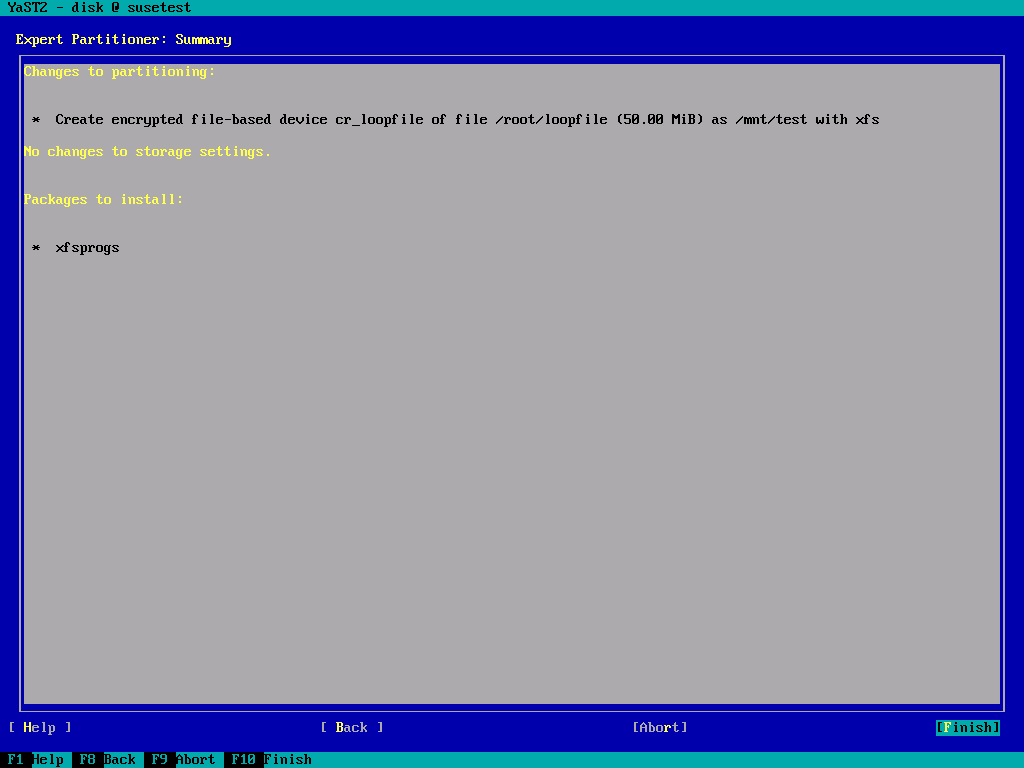 YaST2 - disk @ susetest
Expert Partitioner: Summary
Changes to partitioning:
* Create encrypted file-based device cr_loopfile of file /root/loopfile (50.00 MiB) as /mnt/test with xfs
No changes to storage settings.
Packages to install:
* xfsprogs
[ Help ] [ Back ] [Abort] [Finish]
F1 Help F8 Back F9 Abort F10 Finish